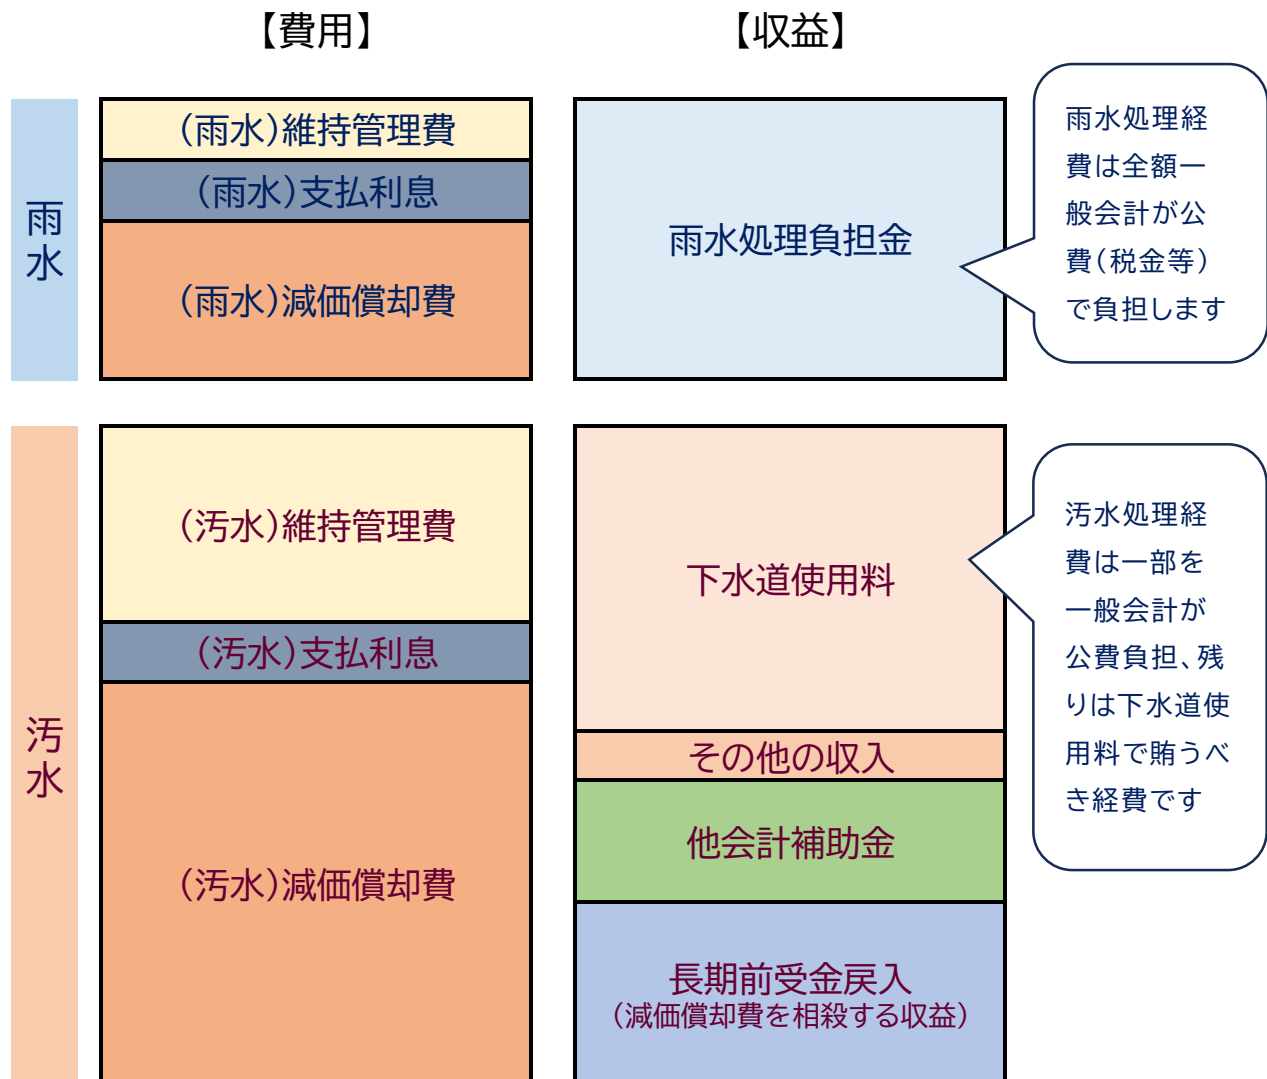 【費用】
【収益】
雨水
（雨水）維持管理費
（雨水）支払利息
（雨水）減価償却費
雨水処理負担金
雨水処理経
費は全額一
般会計が公
費（税金等）
で負担します
汚水
（汚水）維持管理費
（汚水）支払利息
（汚水）減価償却費
下水道使用料
その他の収入
他会計補助金
長期前受金戻入
（減価償却費を相殺する収益）
汚水処理経
費は一部を
一般会計が
公費負担、残
りは下水道使
用料で賄うべ
き経費です